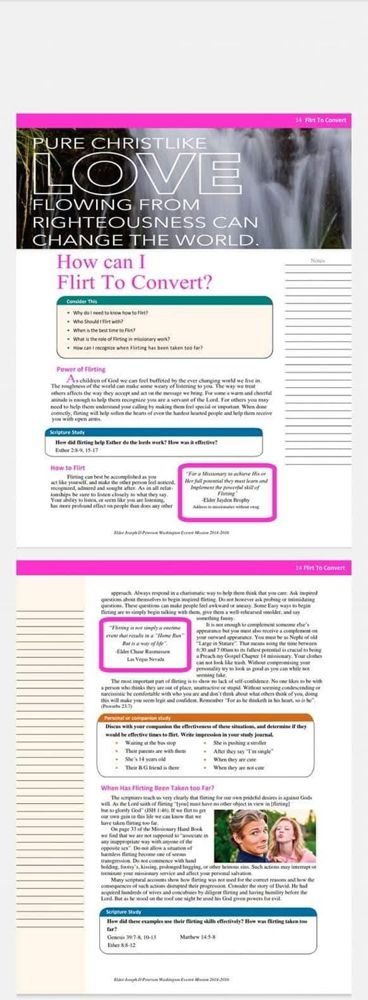 14 Flirt To Convert
PURE CHRISTLIKE
LOVE
FLOWING FROM
RIGHTEOUSNESS CAN
CHANGE THE WORLD.
How can I
Flirt To Convert?
Notes
Consider This
• Why do I need to know how to Flirt?
• Who Should I Flirt with?
• When is the best time to Flirt?
• What is the role of Flirting in missionary work?
• How can I recognize when Flirting has been taken too far?
Power of Flirting
As children of God we can feel buffeted by the ever changing world we live in.
The roughness of the world can make some weary of listening to you. The way we treat
others affects the way they accept and act on the message we bring. For some a warm and cheerful
attitude is enough to help them recognize you are a servant of the Lord. For others you may
need to help them understand your calling by making them feel special or important. When done
correctly, flirting will help soften the hearts of even the hardest hearted people and help them receive
you with open arms.
Scripture Study
How did flirting help Esther do the lords work? How was it effective?
Esther 2:8-9, 15-17
How to Flirt
Flirting can best be accomplished as you
act like yourself, and make the other person feel noticed,
recognized, admired and sought after. As in all relat-
ionships be sure to listen closely to what they say.
Your ability to listen, or seem like you are listening,
has more profound effect on people than does any other
"For a Missionary to achieve His or
Her full potential they must learn and
Implement the powerful skill of
Flirting"
-Elder Jayden Brophy
Address to missionaries without swag
Elder Joseph D Peterson Washington Everett Mission 2014-2016
14 Flirt To Convert
approach. Always respond in a charismatic way to help them think that you care. Ask inspired
questions about themselves to begin inspired flirting. Do not however ask probing or intimidating
questions. These questions can make people feel awkward or uneasy. Some Easy ways to begin
flirting are to simply begin talking with them, give them a well-rehearsed smolder, and say
something funny.
"Flirting is not simply a onetime
event that results in a "Home Run"
But is a way of life".
-Elder Chase Rasmussen
Las Vegas Nevada
It is not enough to complement someone else's
appearance but you must also receive a complement on
your outward appearance. You must be as Nephi of old
"Large in Stature". That means using the time between
6:30 and 7:00am to its fullest potential is crucial to being
a Preach my Gospel Chapter 14 missionary. Your clothes
can not look like trash. Without compromising your
personality try to look as good as you can while not
seeming fake.
The most important part of flirting is to show no lack of self-confidence. No one likes to be with
a person who thinks they are out of place, unattractive or stupid. Without seeming condescending or
narcissistic be comfortable with who you are and don't think about what others think of you, doing
this will make you seem legit and confident. Remember "For as he thinketh in his heart, so is he".
(Proverbs 23:7)
Personal or companion study
Discus with your companion the effectiveness of these situations, and determine if they
would be effective times to flirt. Write impression in your study journal.
• Waiting at the bus stop
• Their parents are with them
• She's 14 years old
• Their B/G friend is there
• She is pushing a stroller
• After they say "I'm single"
• When they are cute
• When they are not cute
When Has Flirting Been Taken too Far?
The scriptures teach us very clearly that flirting for our own prideful desires is against Gods
will. As the Lord saith of flirting "[you] must have no other object in view in [flirting]
but to glorify God" (JSH 1:46). If we flirt to get
our own gain in this life we can know that we
have taken flirting too far.
On page 33 of the Missionary Hand Book
we find that we are not supposed to "associate in
any inappropriate way with anyone of the
opposite sex". Do not allow a situation of
harmless flirting become one of serious
transgression. Do not commence with hand
holding, footsy's, kissing, prolonged hugging, or other heinous sins. Such actions may interrupt or
terminate your missionary service and affect your personal salvation.
Many scriptural accounts show how flirting was not used for the correct reasons and how the
consequences of such actions disrupted their progression. Consider the story of David. He had
acquired hundreds of wives and concubines by diligent flirting and having humility before the
Lord. But as he stood on the roof one night he used his God given powers for evil.
Scripture Study
How did these examples use their flirting skills effectively? How was flirting taken too
far?
Genesis 39:7-8, 10-13
Matthew 14:5-8
Ether 8:8-12
Elder Joseph D Peterson Washington Everett Mission 2014-2016